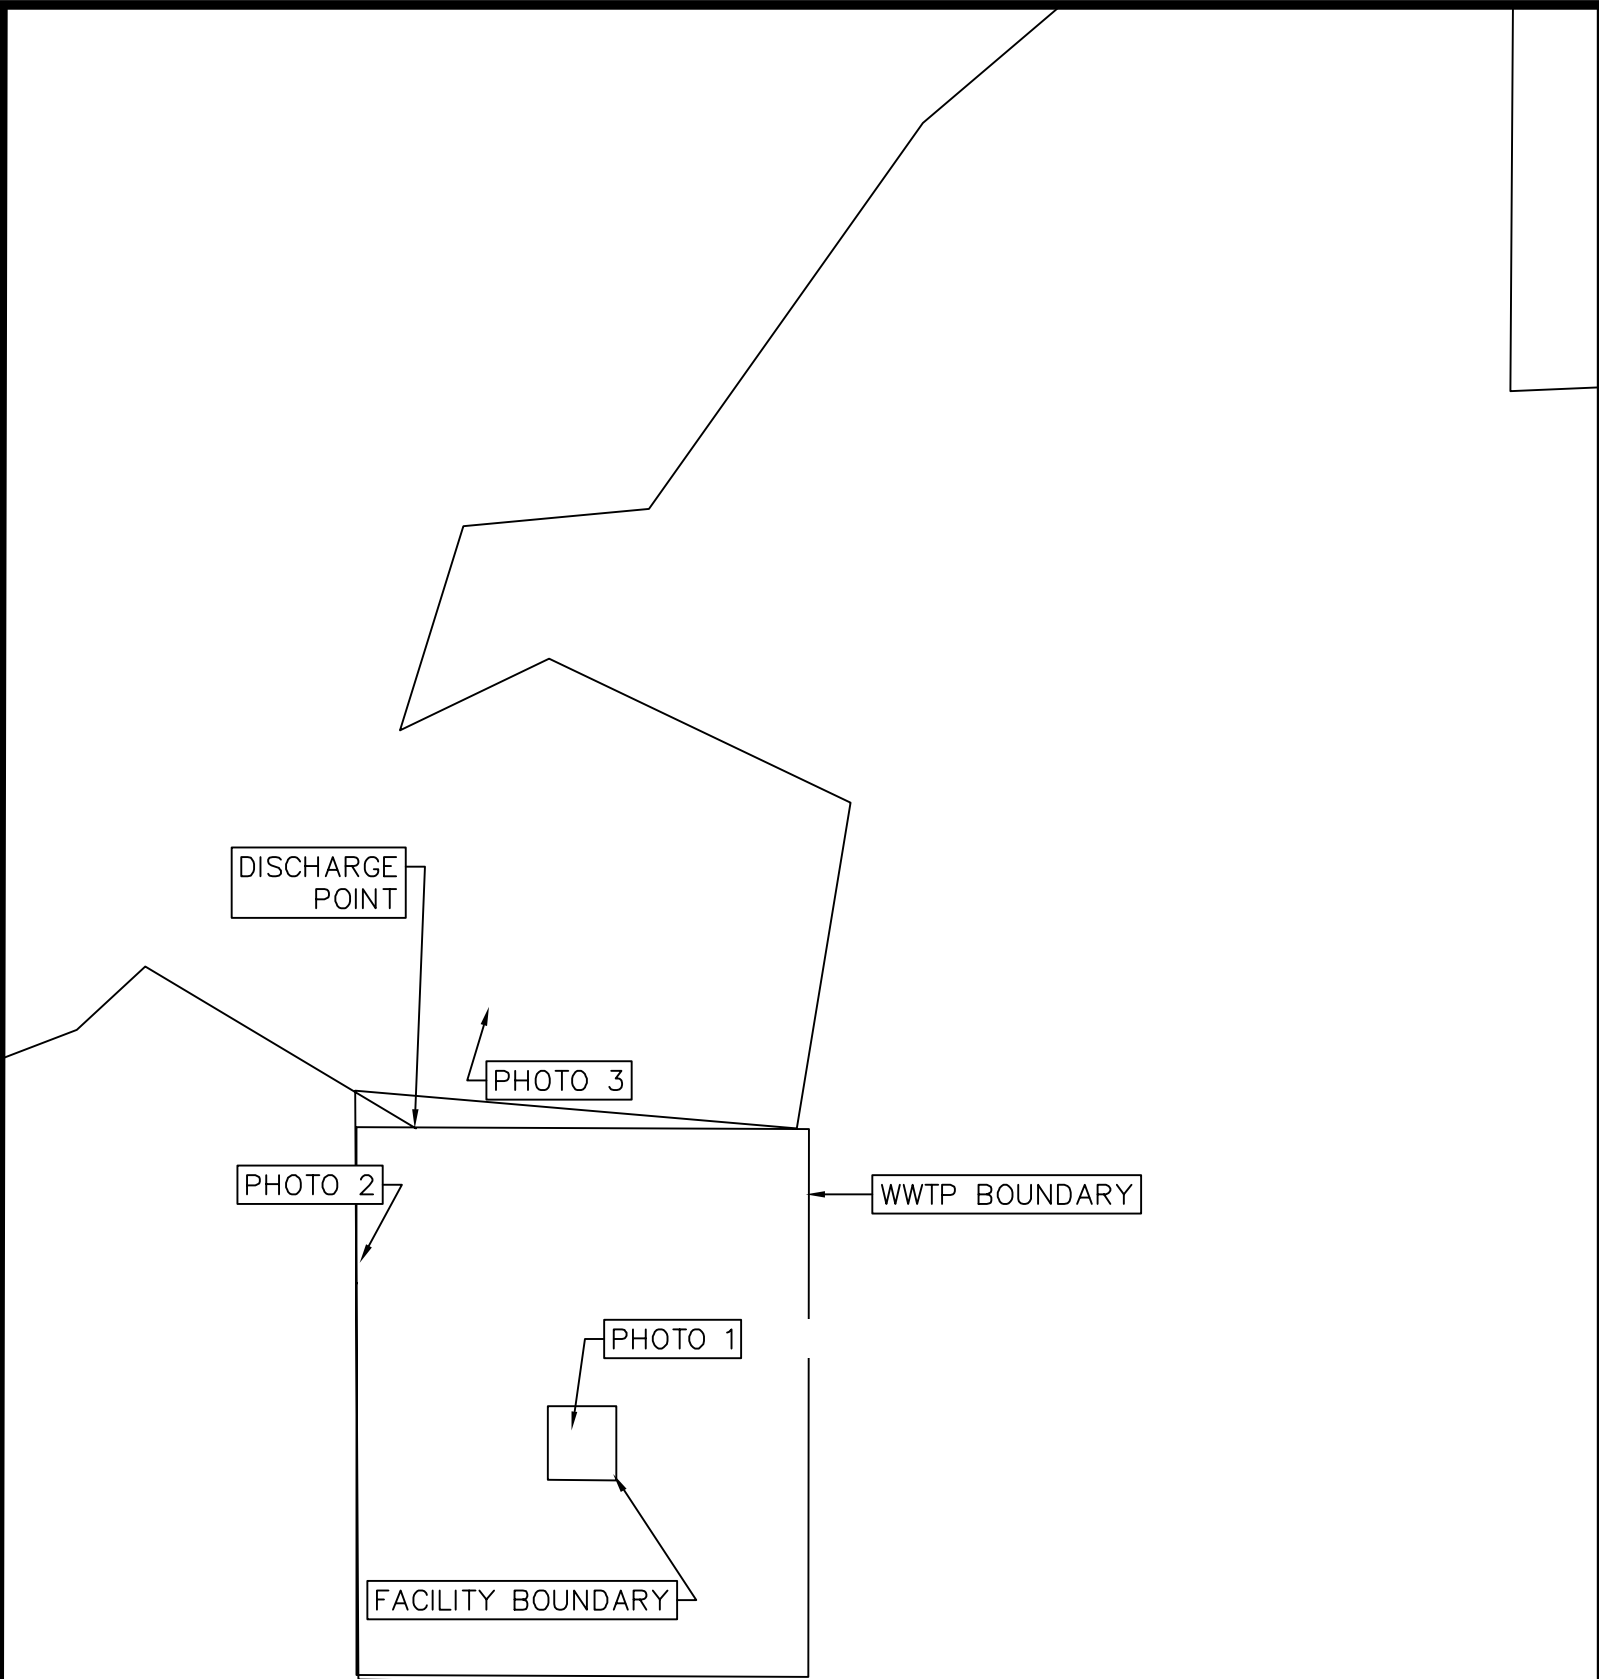 DISCHARGE
POINT
PHOTO 3
PHOTO 2
WWTP BOUNDARY
PHOTO 1
FACILITY BOUNDARY